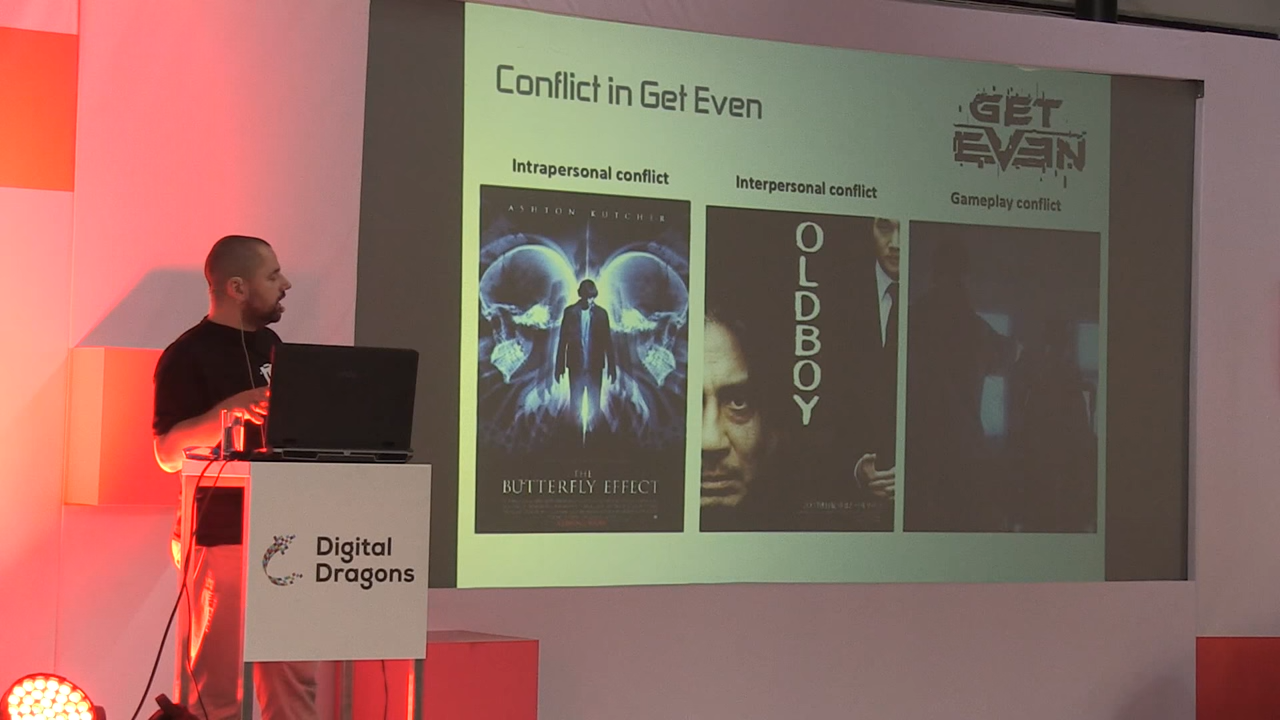 Conflict in Get Even
GET
EVEN
Intrapersonal conflict
Interpersonal conflict
Gameplay conflict
ASHTON KUTCHER
THE
BUTTERFLY EFFECT
OLDBOY
Digital
Dragons